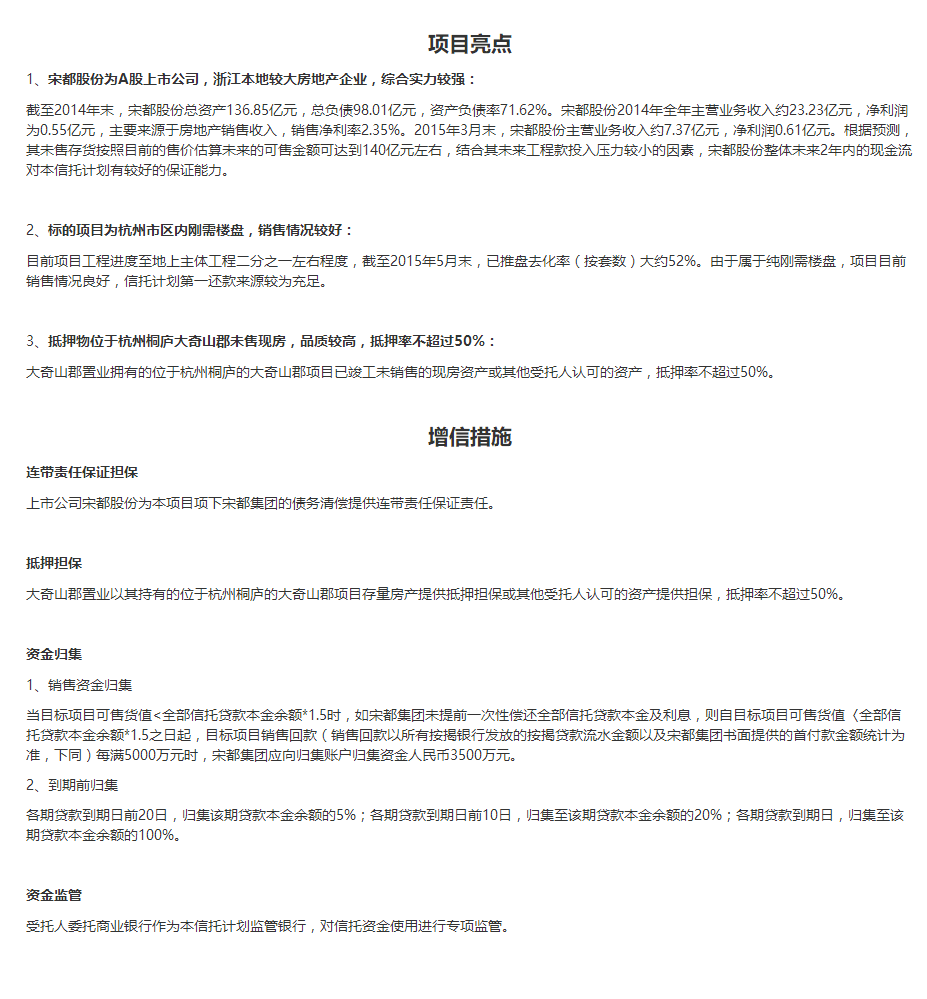 项目亮点
1、宋都股份为A股上市公司，浙江本地较大房地产企业，综合实力较强：
截至2014年末，宋都股份总资产136.85亿元，总负债98.01亿元，资产负债率71.62%。宋都股份2014年全年主营业务收入约23.23亿元，净利润
为0.55亿元，主要来源于房地产销售收入，销售净利率2.35%。2015年3月末，宋都股份主营业务收入约7.37亿元，净利润0.61亿元。根据预测，
其未售存货按照目前的售价估算未来的可售金额可达到140亿元左右，结合其未来工程款投入压力较小的因素，宋都股份整体未来2年内的现金流
对本信托计划有较好的保证能力。
2、标的项目为杭州市区内刚需楼盘，销售情况较好：
目前项目工程进度至地上主体工程二分之一左右程度，截至2015年5月末，已推盘去化率（按套数）大约52%。由于属于纯刚需楼盘，项目目前
销售情况良好，信托计划第一还款来源较为充足。
3、抵押物位于杭州桐庐大奇山郡未售现房，品质较高，抵押率不超过50%：
大奇山郡置业拥有的位于杭州桐庐的大奇山郡项目已竣工未销售的现房资产或其他受托人认可的资产，抵押率不超过50%。
增信措施
连带责任保证担保
上市公司宋都股份为本项目项下宋都集团的债务清偿提供连带责任保证责任。
抵押担保
大奇山郡置业以其持有的位于杭州桐庐的大奇山郡项目存量房产提供抵押担保或其他受托人认可的资产提供担保，抵押率不超过50%。
资金归集
1、销售资金归集
当目标项目可售货值<全部信托贷款本金余额*1.5时，如宋都集团未提前一次性偿还全部信托贷款本金及利息，则自目标项目可售货值〈全部信
托贷款本金余额*1.5之日起，目标项目销售回款（销售回款以所有按揭银行发放的按揭贷款流水金额以及宋都集团书面提供的首付款金额统计为
准，下同）每满5000万元时，宋都集团应向归集账户归集资金人民币3500万元。
2、到期前归集
各期贷款到期日前20日，归集该期贷款本金余额的5%；各期贷款到期日前10日，归集至该期贷款本金余额的20%；各期贷款到期日，归集至该
期贷款本金余额的100%。
资金监管
受托人委托商业银行作为本信托计划监管银行，对信托资金使用进行专项监管。